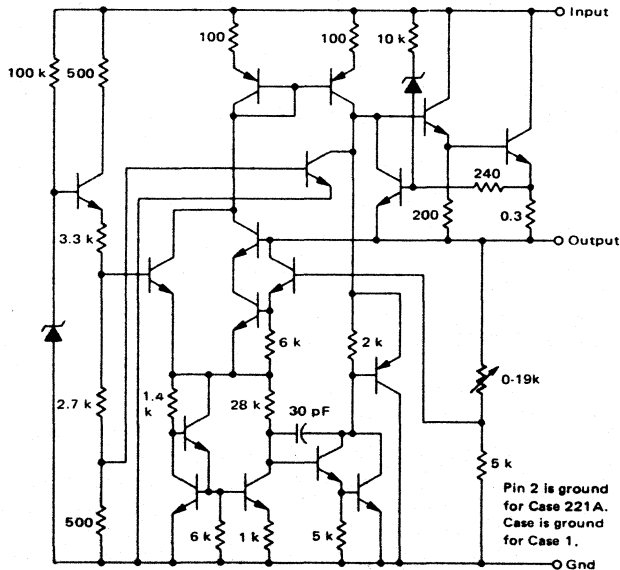 Input
100
100
10 k
100 k
500
240
3.3 k
200
0.3
Output
6 k
2 k
0-19k
1.4
k
28 k
30 pF
2.7 k
5 k
500
6 k
1 k
5 k
Pin 2 is ground
for Case 221A.
Case is ground
for Case 1.
Gnd